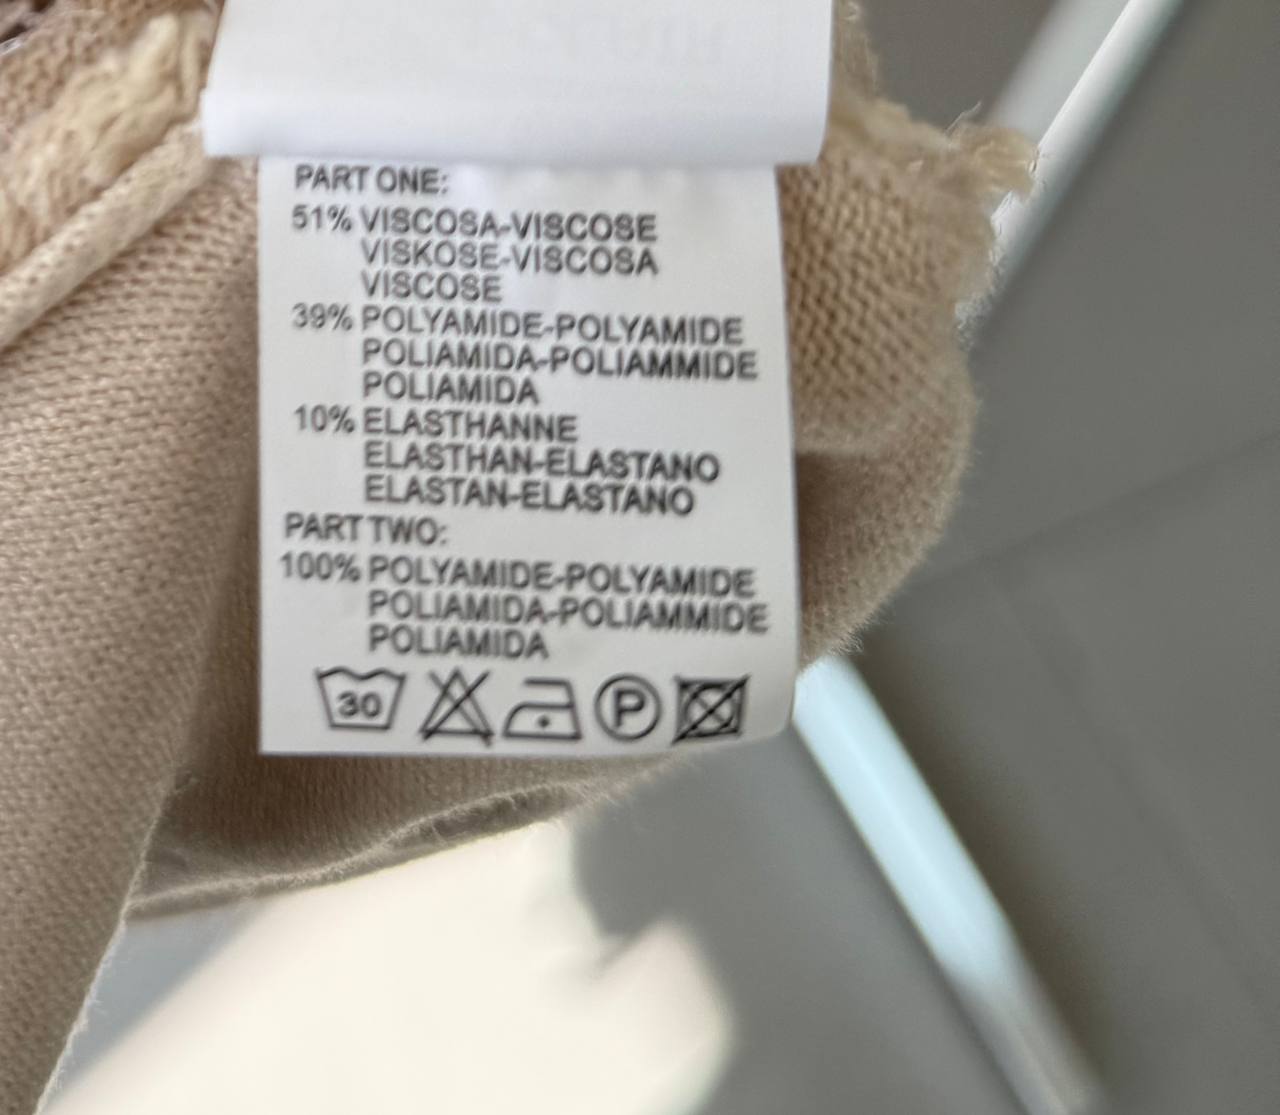 PART ONE:
51% VISCOSA-VISCOSE
VISKOSE-VISCOSA
VISCOSE
39% POLYAMIDE-POLYAMIDE
POLIAMIDA-POLIAMMIDE
POLIAMIDA
10% ELASTHANNE
ELASTHAN-ELASTANO
ELASTAN-ELASTANO
PART TWO:
100% POLYAMIDE-POLYAMIDE
POLIAMIDA-POLIAMMIDE
POLIAMIDA
30 P